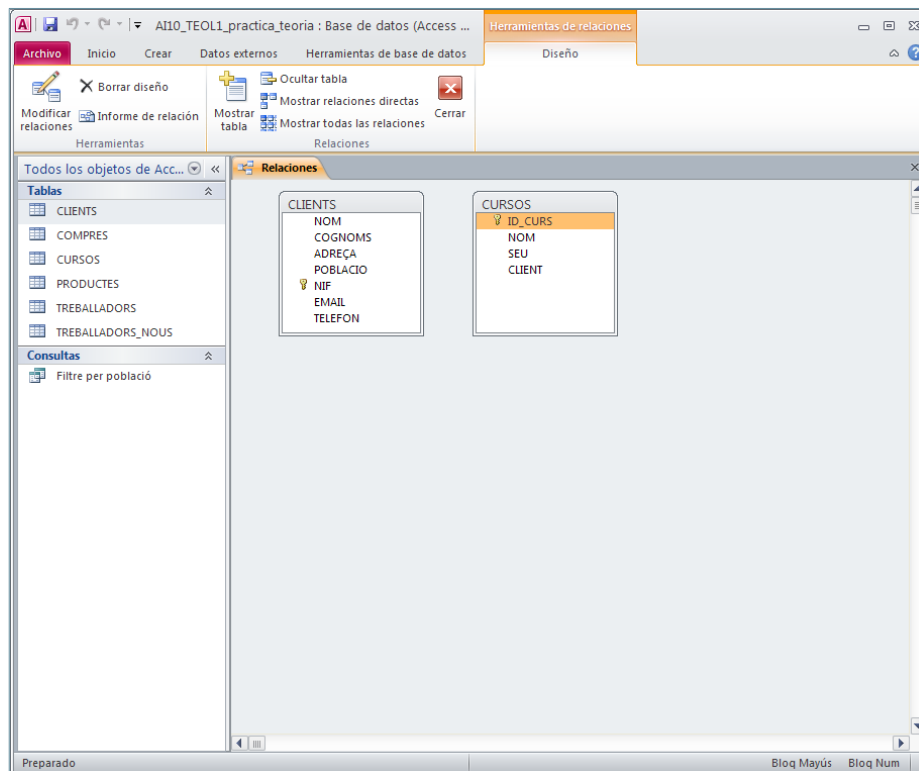 AI10_TEOL1_practica_teoria : Base de datos (Access ...
Herramientas de relaciones
Archivo
Inicio
Crear
Datos externos
Herramientas de base de datos
Diseño
Modificar relaciones
Borrar diseño
Informe de relación
Herramientas
Mostrar tabla
Ocultar tabla
Mostrar relaciones directas
Mostrar todas las relaciones
Cerrar
Relaciones
Todos los objetos de Acc...
Tablas
CLIENTS
COMPRES
CURSOS
PRODUCTES
TREBALLADORS
TREBALLADORS_NOUS
Consultas
Filtre per població
Relaciones
CLIENTS
NOM
COGNOMS
ADREÇA
POBLACIO
NIF
EMAIL
TELEFON
CURSOS
ID_CURS
NOM
SEU
CLIENT
Preparado
Bloq Mayús
Bloq Num